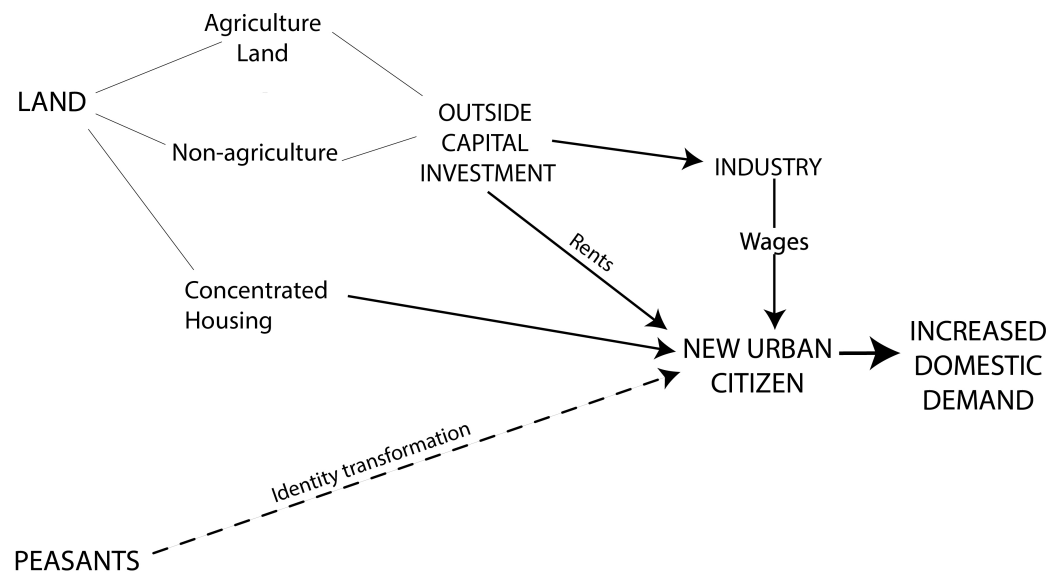 Agriculture
Land
LAND
OUTSIDE
CAPITAL
INVESTMENT
Non-agriculture
INDUSTRY
Rents
Wages
Concentrated
Housing
NEW URBAN
CITIZEN
INCREASED
DOMESTIC
DEMAND
Identity transformation
PEASANTS